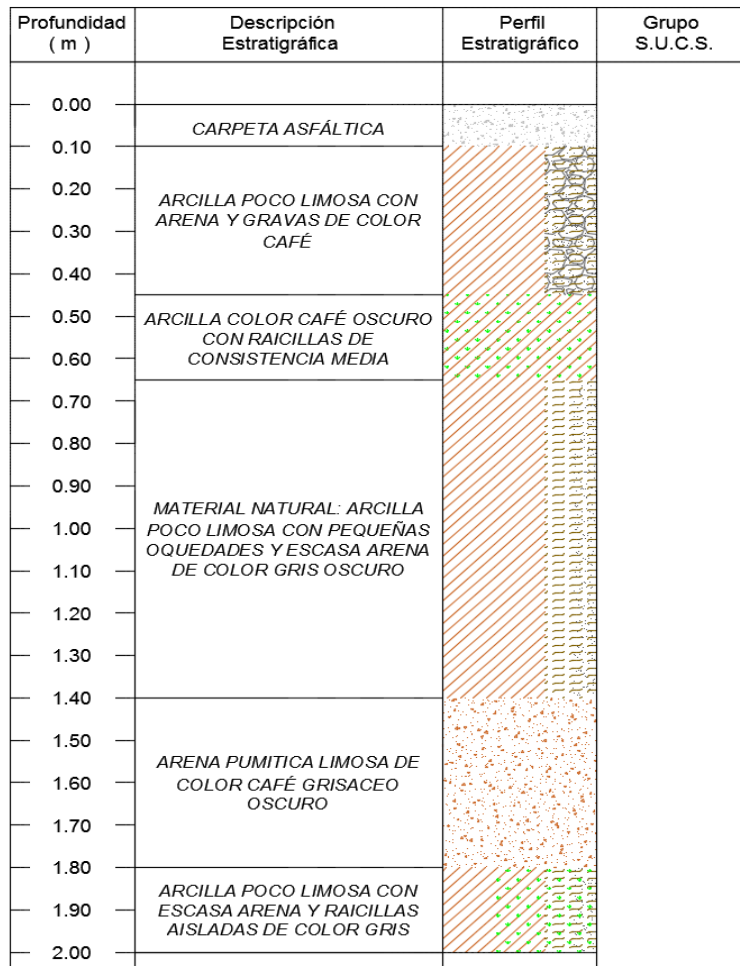 Profundidad
( m )
Descripción
Estratigráfica
Perfil
Estratigráfico
Grupo
S.U.C.S.
0.00
CARPETA ASFÁLTICA
0.10
0.20
ARCILLA POCO LIMOSA CON
ARENA Y GRAVAS DE COLOR
CAFÉ
0.30
0.40
0.50
ARCILLA COLOR CAFÉ OSCURO
CON RAICILLAS DE
CONSISTENCIA MEDIA
0.60
0.70
0.80
0.90
MATERIAL NATURAL: ARCILLA
POCO LIMOSA CON PEQUEÑAS
OQUEDADES Y ESCASA ARENA
DE COLOR GRIS OSCURO
1.00
1.10
1.20
1.30
1.40
1.50
ARENA PUMITICA LIMOSA DE
COLOR CAFÉ GRISACEO
OSCURO
1.60
1.70
1.80
ARCILLA POCO LIMOSA CON
ESCASA ARENA Y RAICILLAS
AISLADAS DE COLOR GRIS
1.90
2.00